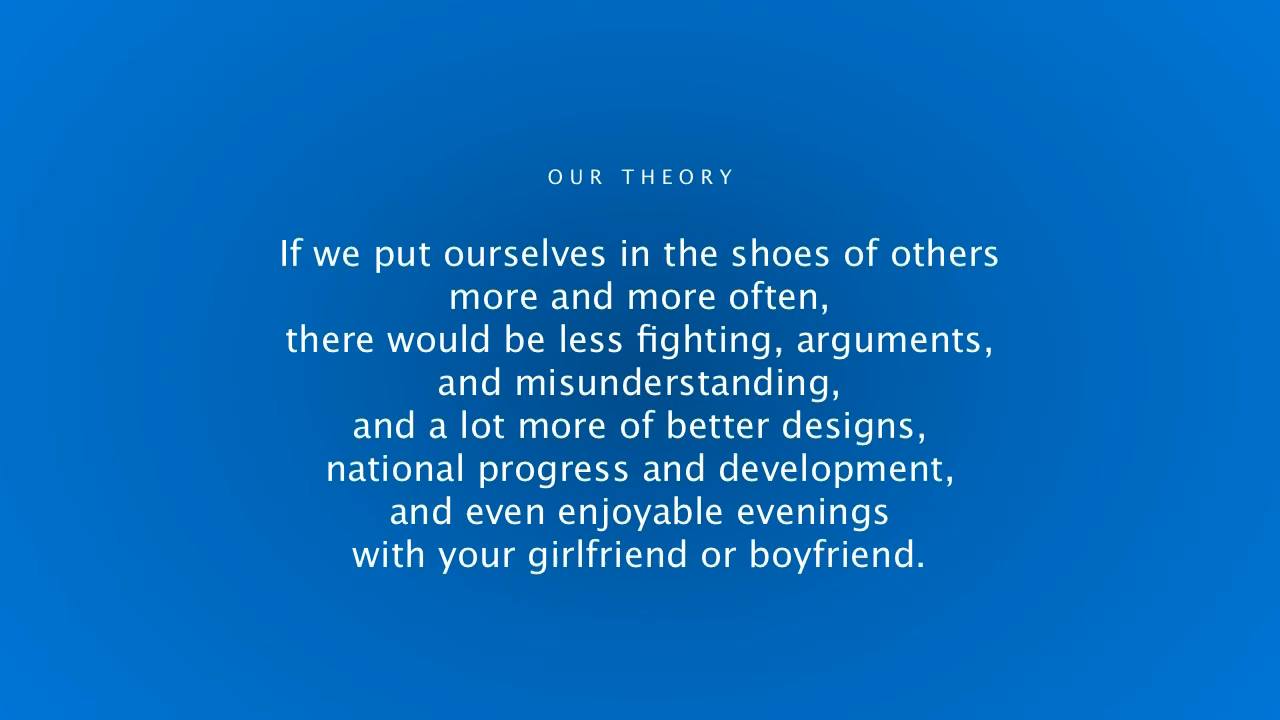 OUR THEORY
If we put ourselves in the shoes of others
more and more often,
there would be less fighting, arguments,
and misunderstanding,
and a lot more of better designs,
national progress and development,
and even enjoyable evenings
with your girlfriend or boyfriend.